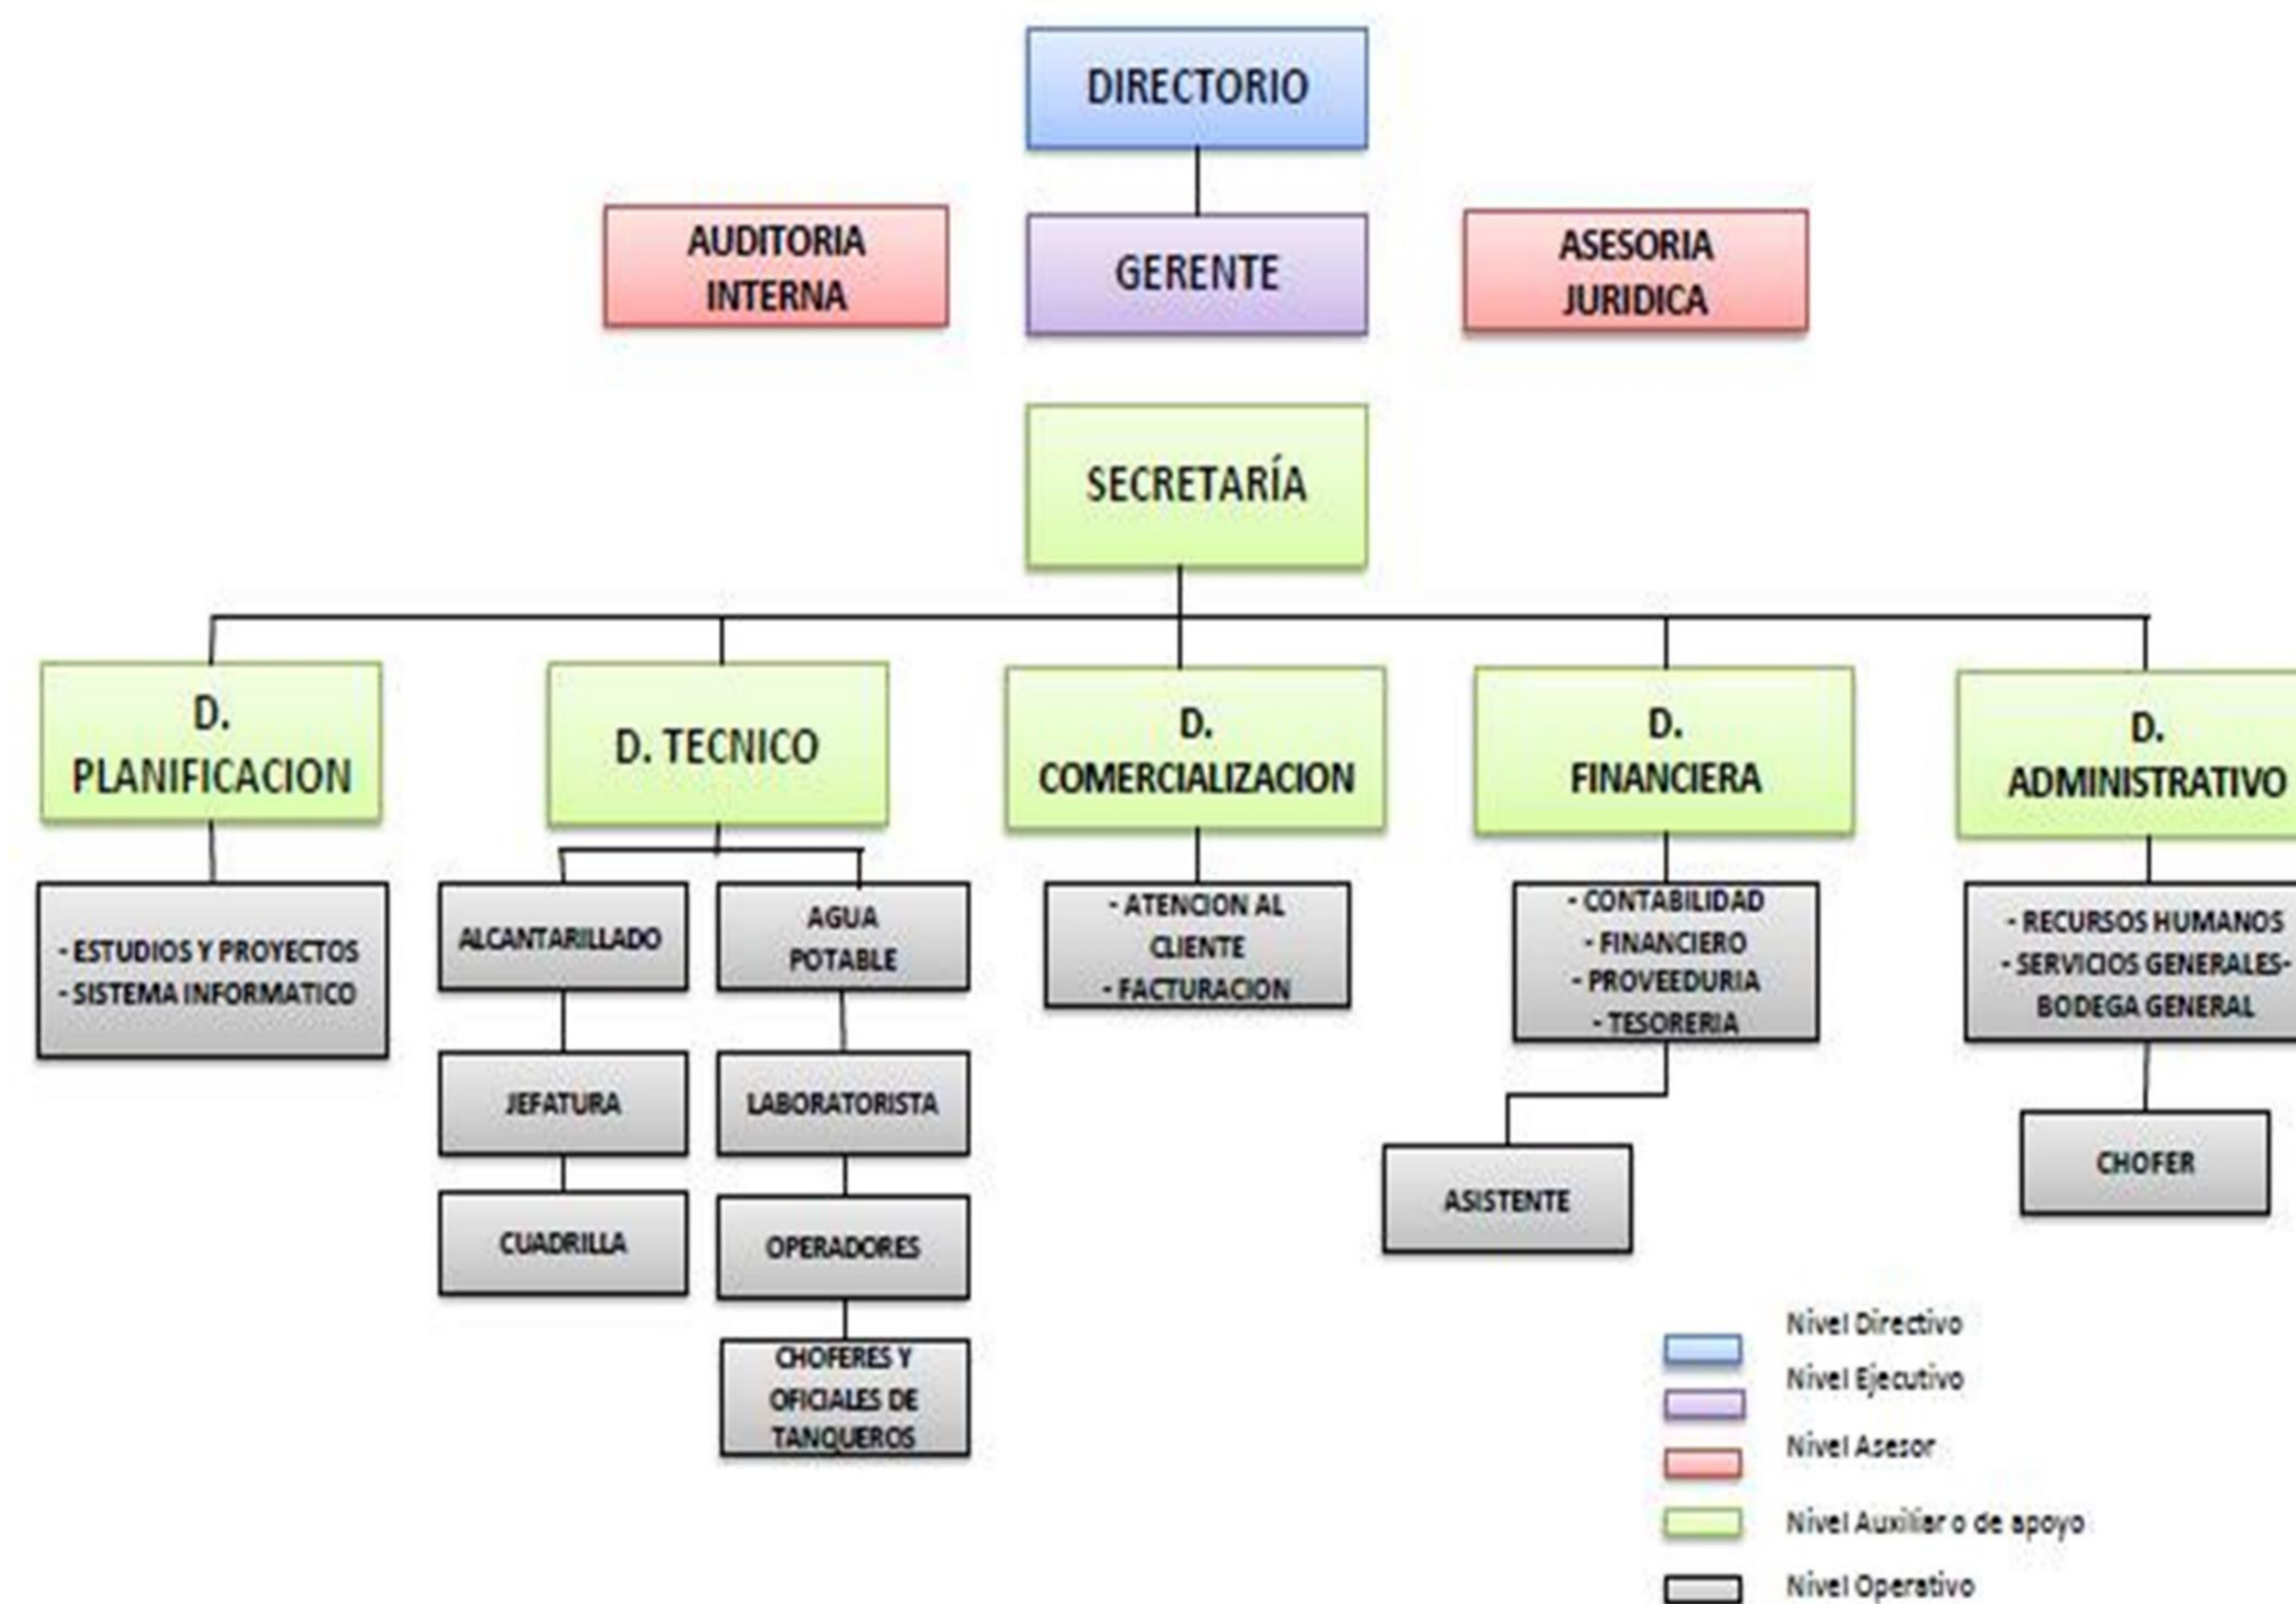 DIRECTORIO
AUDITORIA
INTERNA
GERENTE
ASESORIA
JURIDICA
SECRETARÍA
D.
PLANIFICACION
D. TECNICO
D.
COMERCIALIZACION
D.
FINANCIERA
D.
ADMINISTRATIVO
- ESTUDIOS Y PROYECTOS
- SISTEMA INFORMATICO
ALCANTARILLADO
AGUA
POTABLE
- ATENCION AL
CLIENTE
- FACTURACION
- CONTABILIDAD
- FINANCIERO
- PROVEEDURIA
- TESORERIA
- RECURSOS HUMANOS
- SERVICIOS GENERALES-
BODEGA GENERAL
JEFATURA
LABORATORISTA
CHOFER
ASISTENTE
CUADRILLA
OPERADORES
CHOFERES Y
OFICIALES DE
TANQUEROS
Nivel Directivo
Nivel Ejecutivo
Nivel Asesor
Nivel Auxiliar o de apoyo
Nivel Operativo